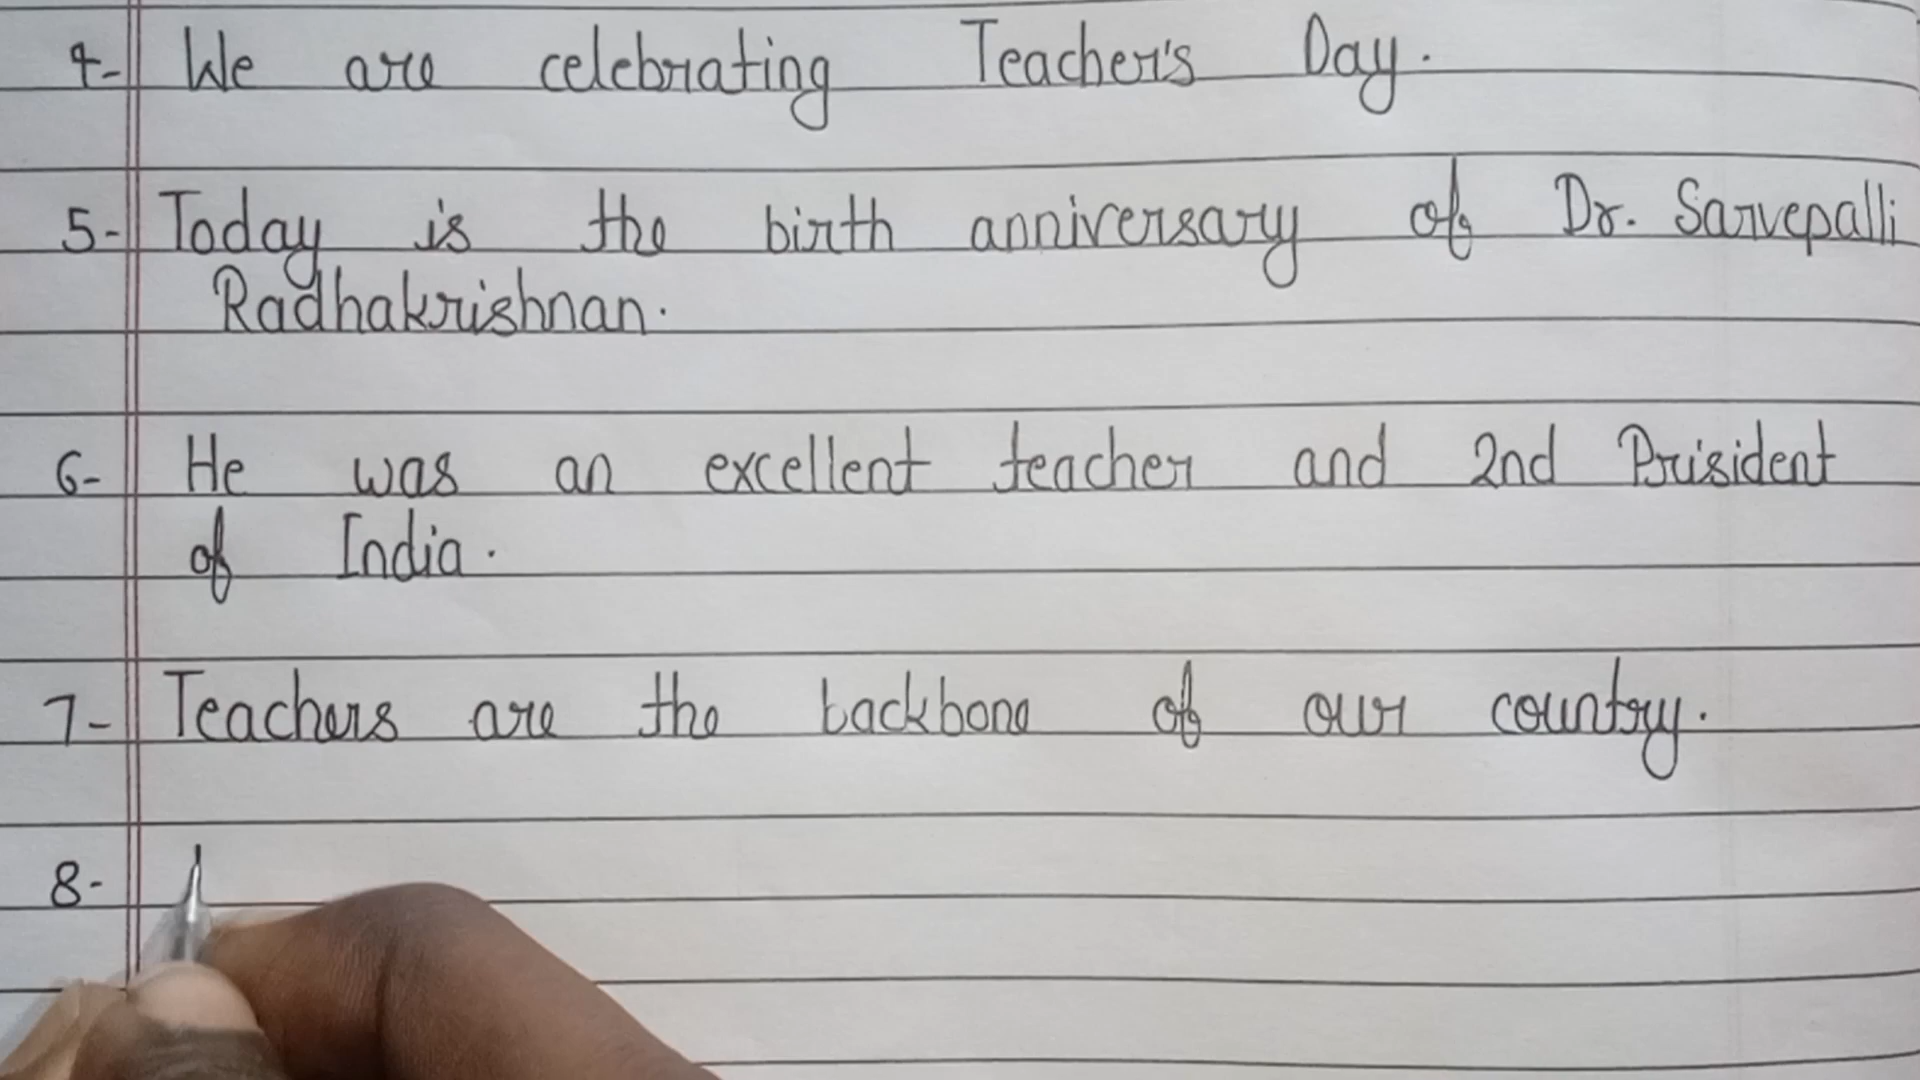 4- We are celebrating Teacher's Day.
5- Today is the birth anniversary of Dr. Sarvepalli
Radhakrishnan.
6- He was an excellent teacher and 2nd Prisident
of India.
7- Teachers are the backbone of our country.
8-